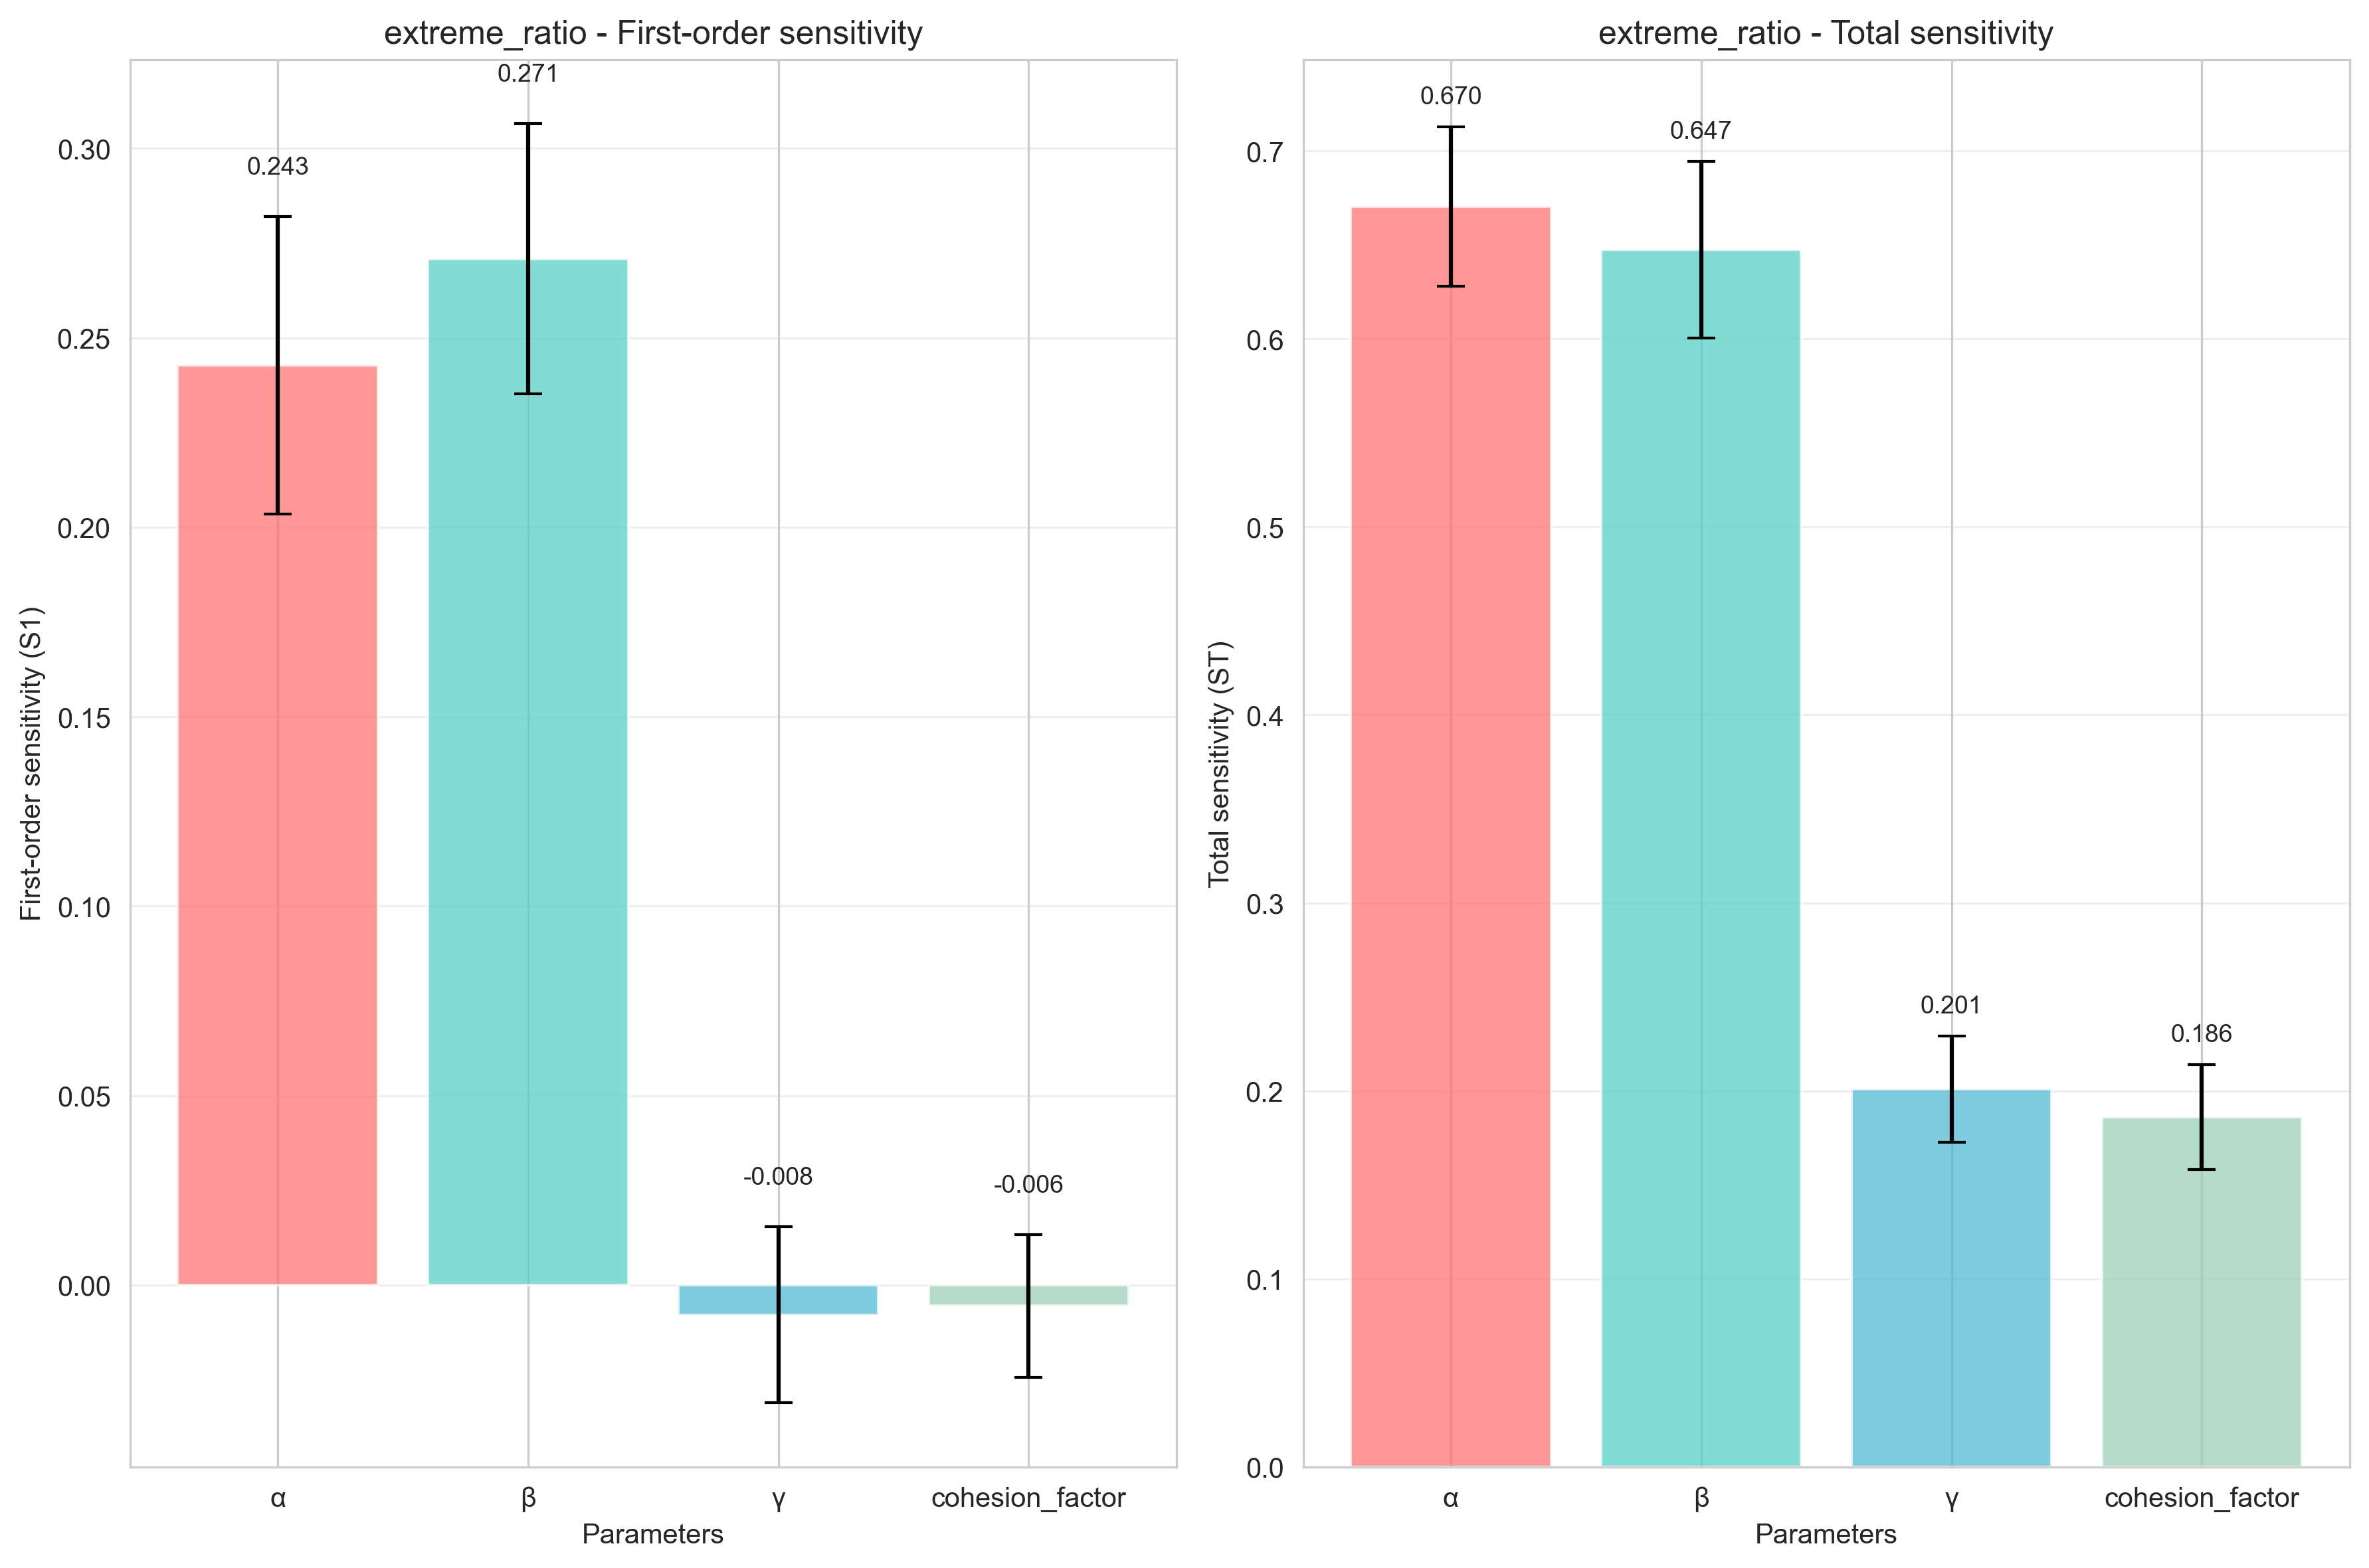 extreme_ratio - First-order sensitivity
0.271
0.243
-0.008
-0.006
0.30
0.25
0.20
0.15
0.10
0.05
0.00
First-order sensitivity (S1)
α
β
γ
cohesion_factor
Parameters
extreme_ratio - Total sensitivity
0.670
0.647
0.201
0.186
0.7
0.6
0.5
0.4
0.3
0.2
0.1
0.0
Total sensitivity (ST)
α
β
γ
cohesion_factor
Parameters